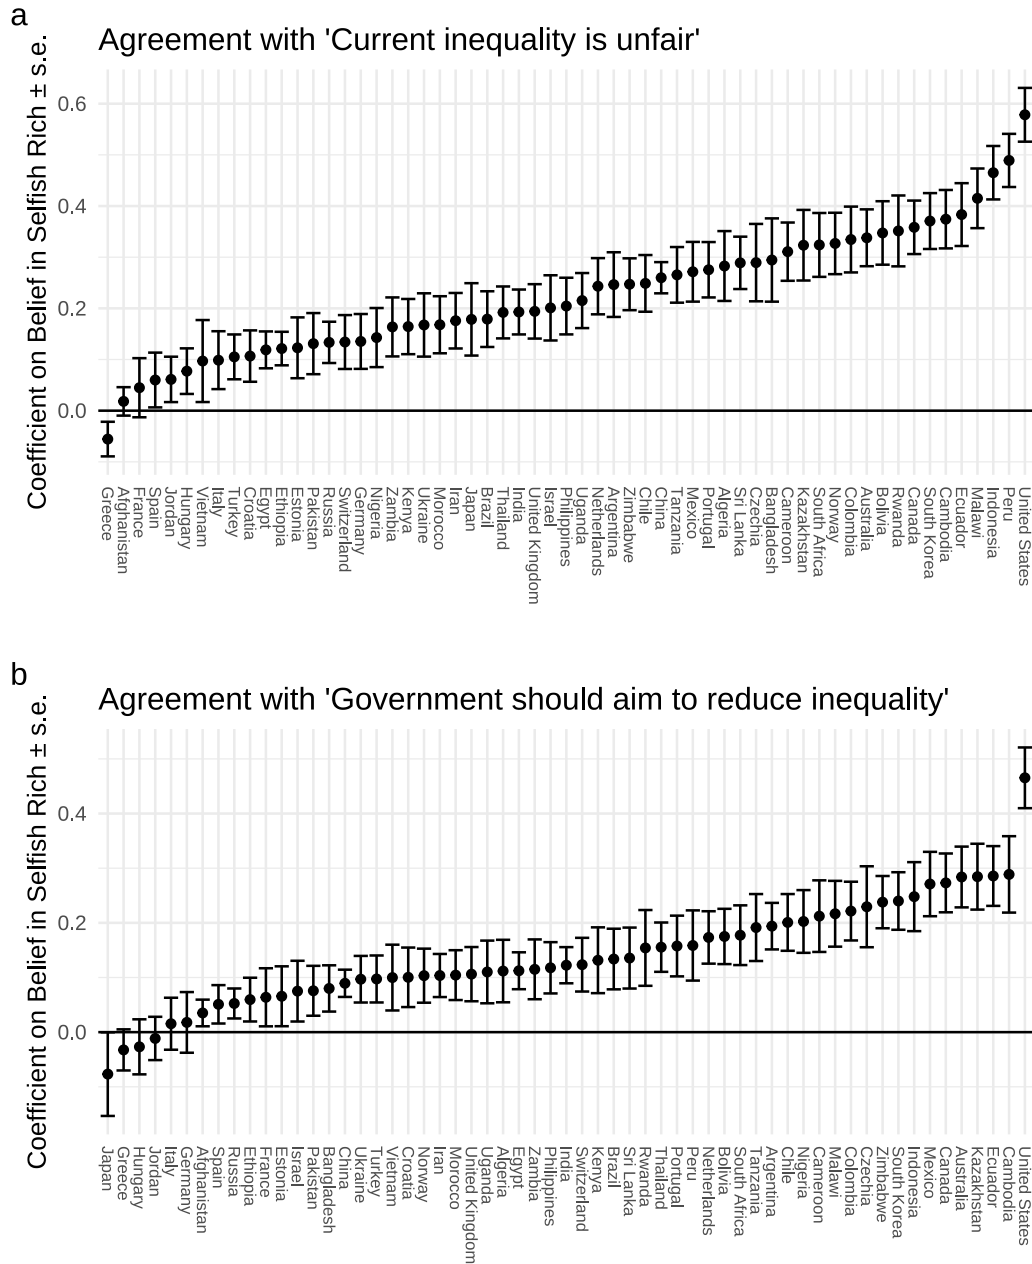 a
Agreement with 'Current inequality is unfair'
Coefficient on Belief in Selfish Rich ± s.e.
0.6
0.4
0.2
0.0
Greece
Afghanistan
France
Spain
Jordan
Hungary
Vietnam
Italy
Turkey
Croatia
Egypt
Ethiopia
Estonia
Pakistan
Russia
Switzerland
Germany
Nigeria
Zambia
Kenya
Ukraine
Morocco
Iran
Japan
Brazil
Thailand
India
United Kingdom
Israel
Philippines
Uganda
Netherlands
Argentina
Zimbabwe
Chile
China
Tanzania
Mexico
Portugal
Algeria
Sri Lanka
Czechia
Bangladesh
Cameroon
Kazakhstan
South Africa
Norway
Colombia
Australia
Bolivia
Rwanda
Canada
South Korea
Cambodia
Ecuador
Malawi
Indonesia
Peru
United States
b
Agreement with 'Government should aim to reduce inequality'
Coefficient on Belief in Selfish Rich ± s.e.
0.4
0.2
0.0
Japan
Greece
Hungary
Jordan
Italy
Germany
Afghanistan
Spain
Russia
Ethiopia
France
Estonia
Israel
Pakistan
Bangladesh
China
Ukraine
Turkey
Vietnam
Croatia
Norway
Iran
Morocco
United Kingdom
Uganda
Algeria
Egypt
Zambia
Philippines
India
Switzerland
Kenya
Brazil
Sri Lanka
Rwanda
Thailand
Portugal
Peru
Netherlands
Bolivia
South Africa
Tanzania
Argentina
Chile
Nigeria
Cameroon
Malawi
Colombia
Czechia
Zimbabwe
South Korea
Indonesia
Mexico
Canada
Australia
Kazakhstan
Ecuador
Cambodia
United States